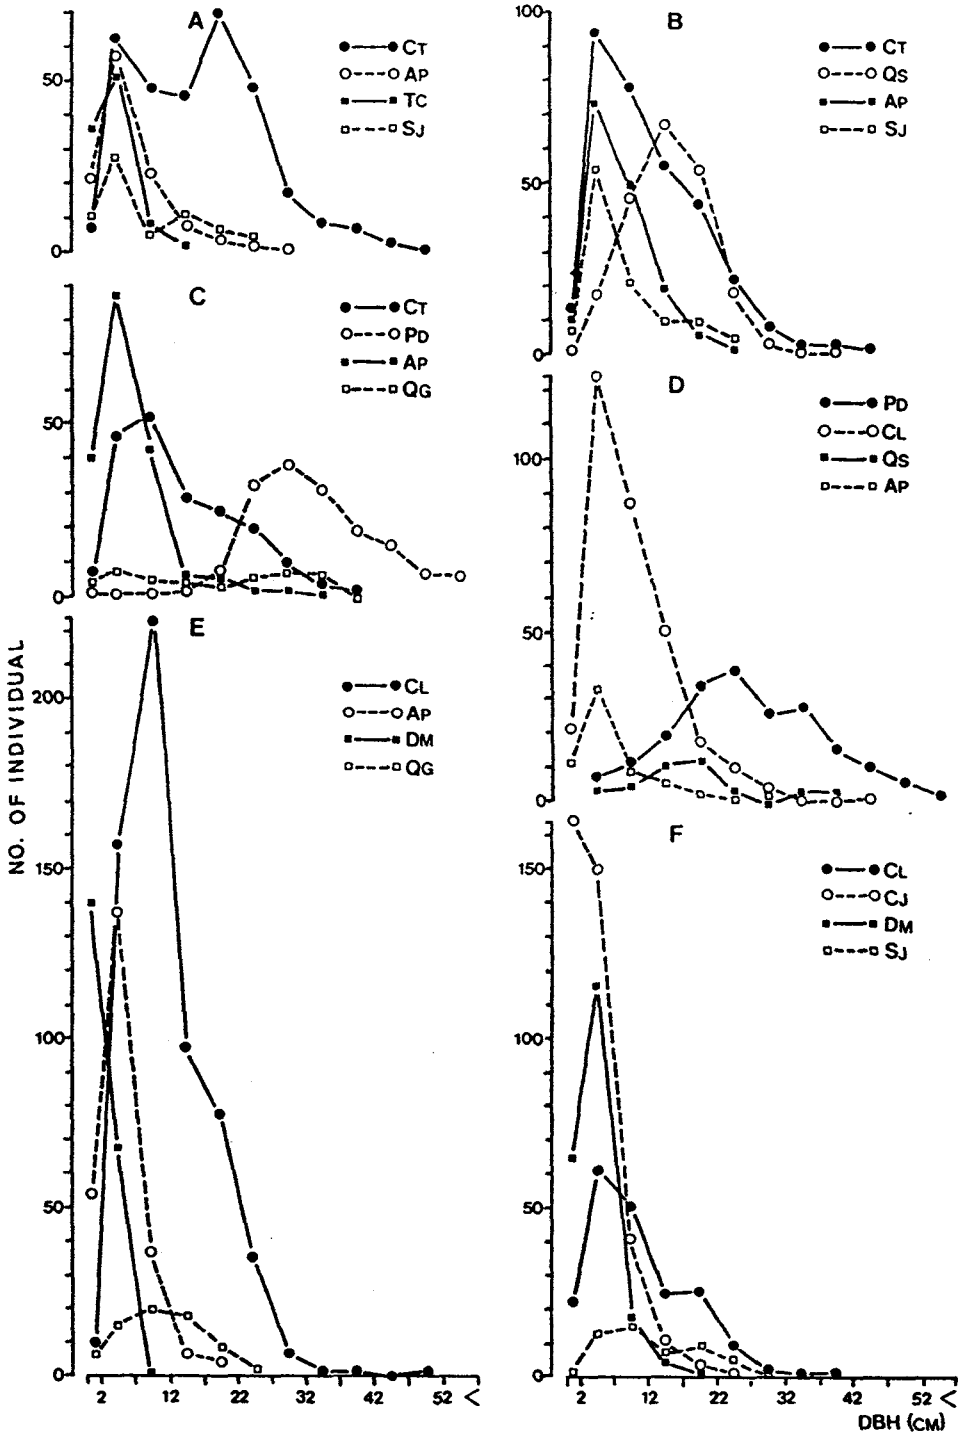 A
CT
AP
TC
SJ
50
0
B
CT
QS
AP
SJ
100
50
0
C
CT
PD
AP
QG
50
0
D
PD
CL
QS
AP
100
50
0
E
CL
AP
DM
QG
200
150
100
50
0
2 12 22 32 42 52 <
F
CL
CJ
DM
SJ
150
100
50
0
2 12 22 32 42 52 <
NO. OF INDIVIDUAL
DBH (CM)